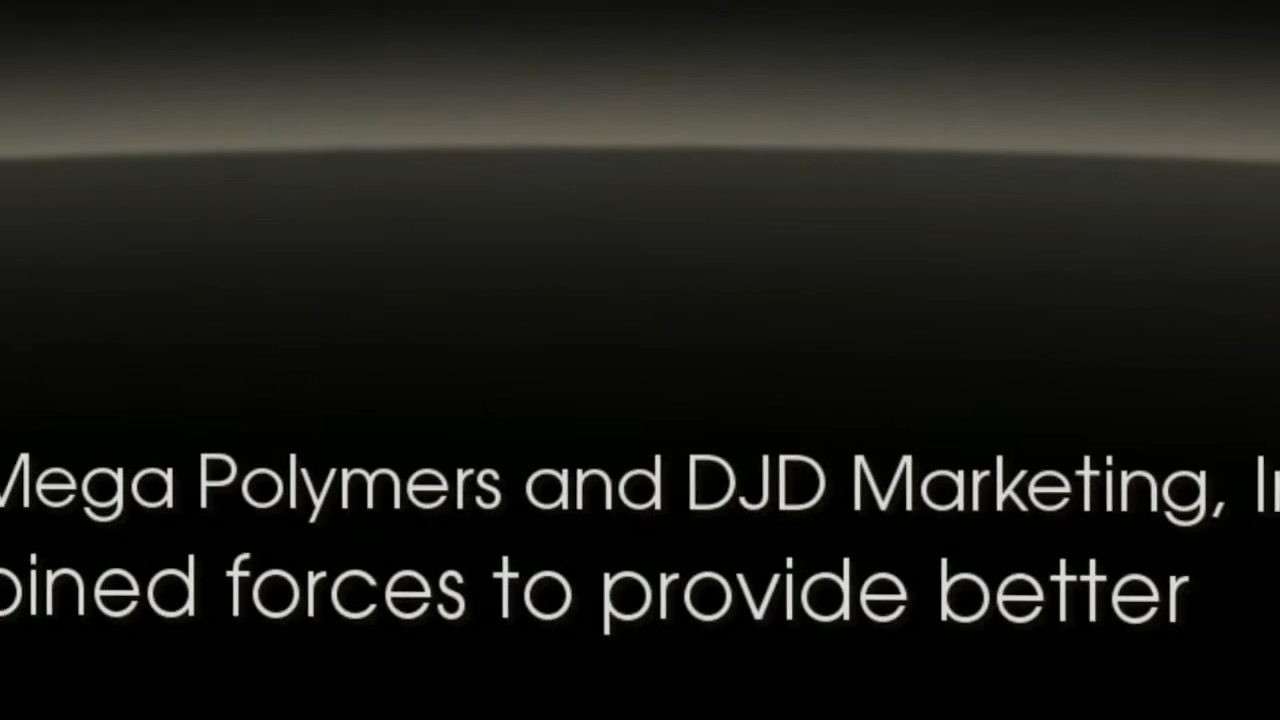 Mega Polymers and DJD Marketing,
forces to provide better